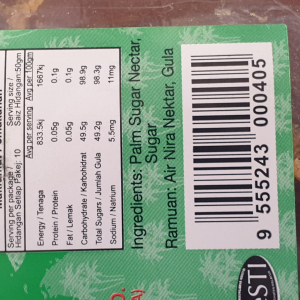 Serving per package / Serving size /
Hidangan Setiap Pakej: 10 Saiz Hidangan:50gm
Avg per serving Avg per 100gm
Energy / Tenaga 833.5kj 1667kj
Protein / Protein 0.05g 0.1g
Fat / Lemak 0.05g 0.1g
Carbohydrate / Karbohidrat 49.5g 98.9g
Total Sugars / Jumlah Gula 49.2g 98.3g
Sodium / Natrium 5.5mg 11mg
Ingredients: Palm Sugar Nectar,
Sugar
Ramuan: Air Nira Nektar, Gula
9 555243 000405